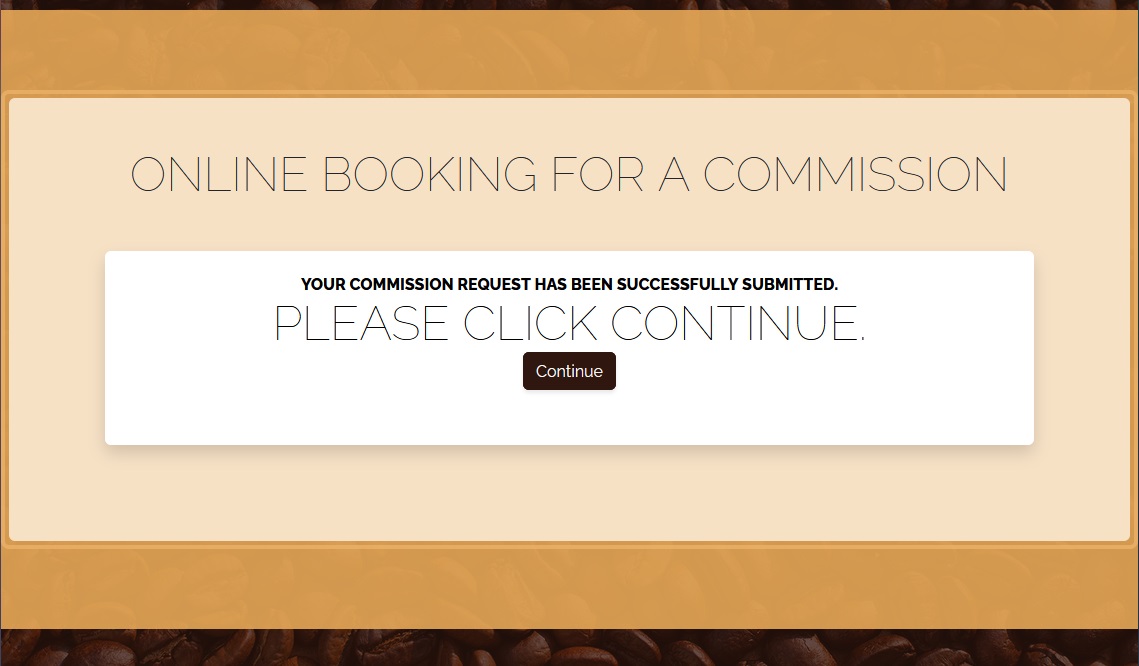 ONLINE BOOKING FOR A COMMISSION
YOUR COMMISSION REQUEST HAS BEEN SUCCESSFULLY SUBMITTED.
PLEASE CLICK CONTINUE.
Continue